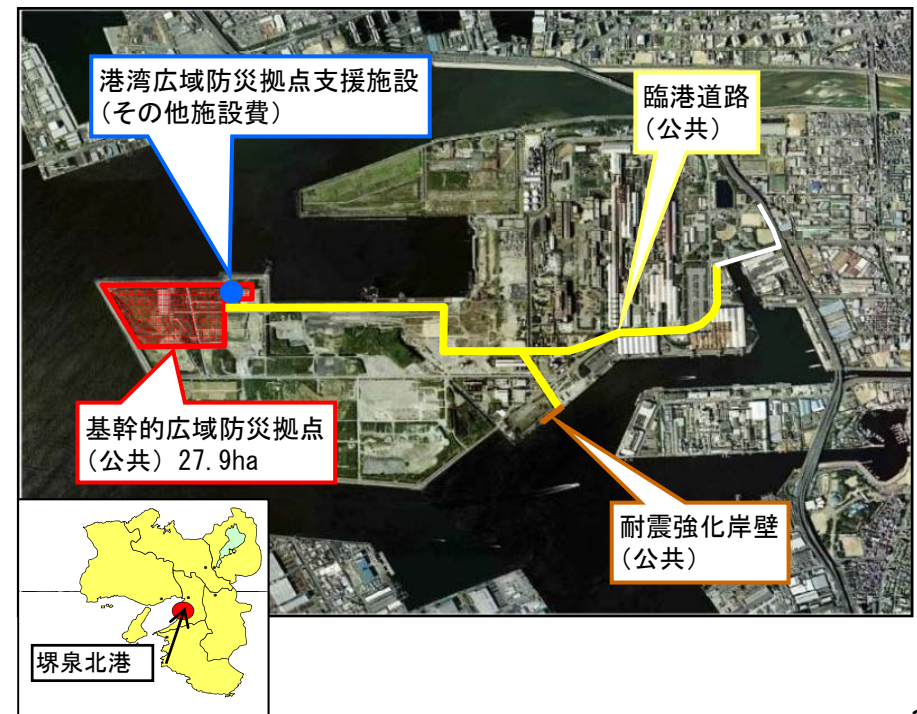 港湾広域防災拠点支援施設
(その他施設費)
臨港道路
(公共)
基幹的広域防災拠点
(公共) 27.9ha
耐震強化岸壁
(公共)
堺泉北港